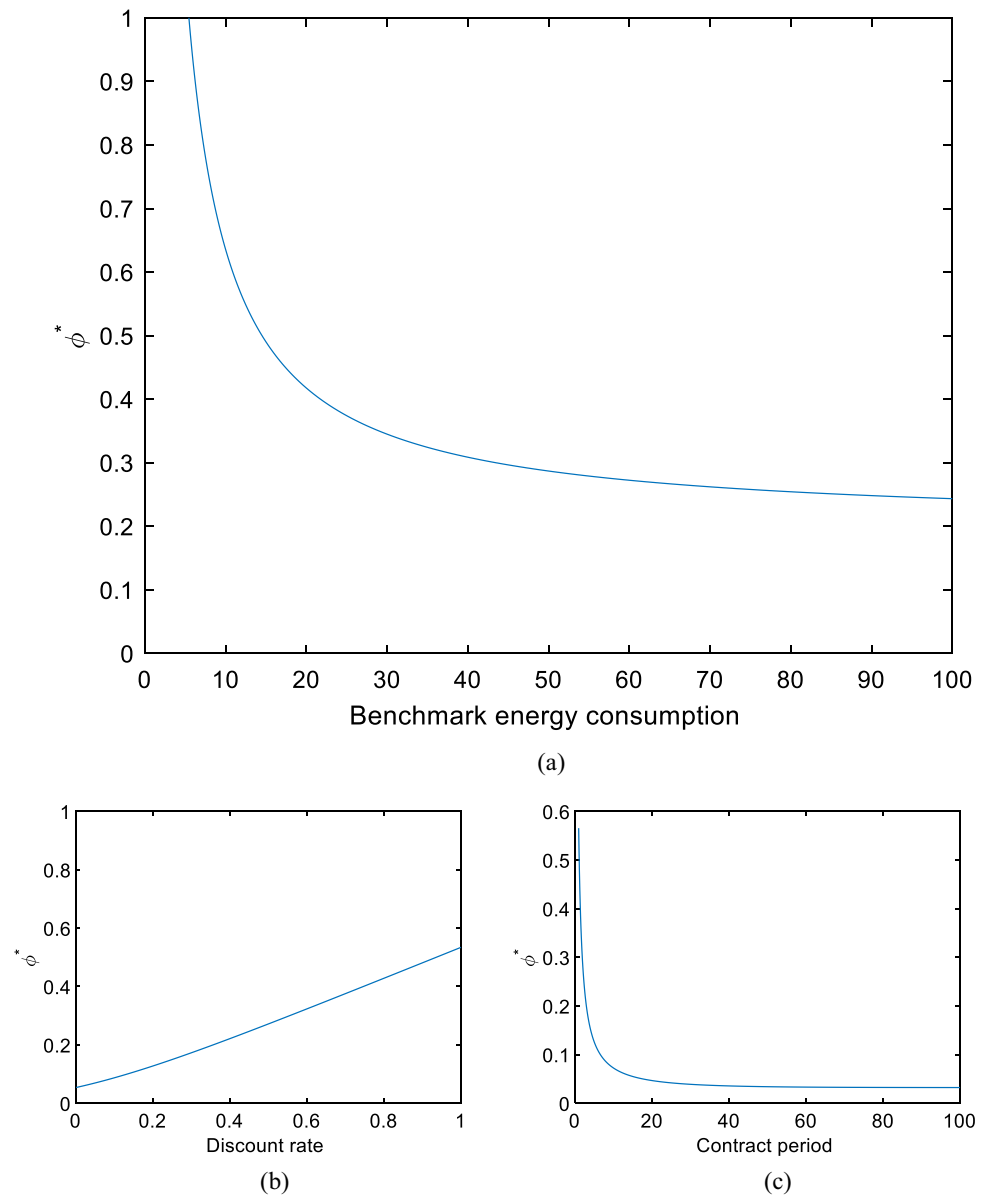 1
0.9
0.8
0.7
0.6
0.5
0.4
0.3
0.2
0.1
0
ϕ*
0 10 20 30 40 50 60 70 80 90 100
Benchmark energy consumption
(a)
1
0.8
0.6
0.4
0.2
0
ϕ*
0 0.2 0.4 0.6 0.8 1
Discount rate
(b)
0.6
0.5
0.4
0.3
0.2
0.1
0
ϕ*
0 20 40 60 80 100
Contract period
(c)